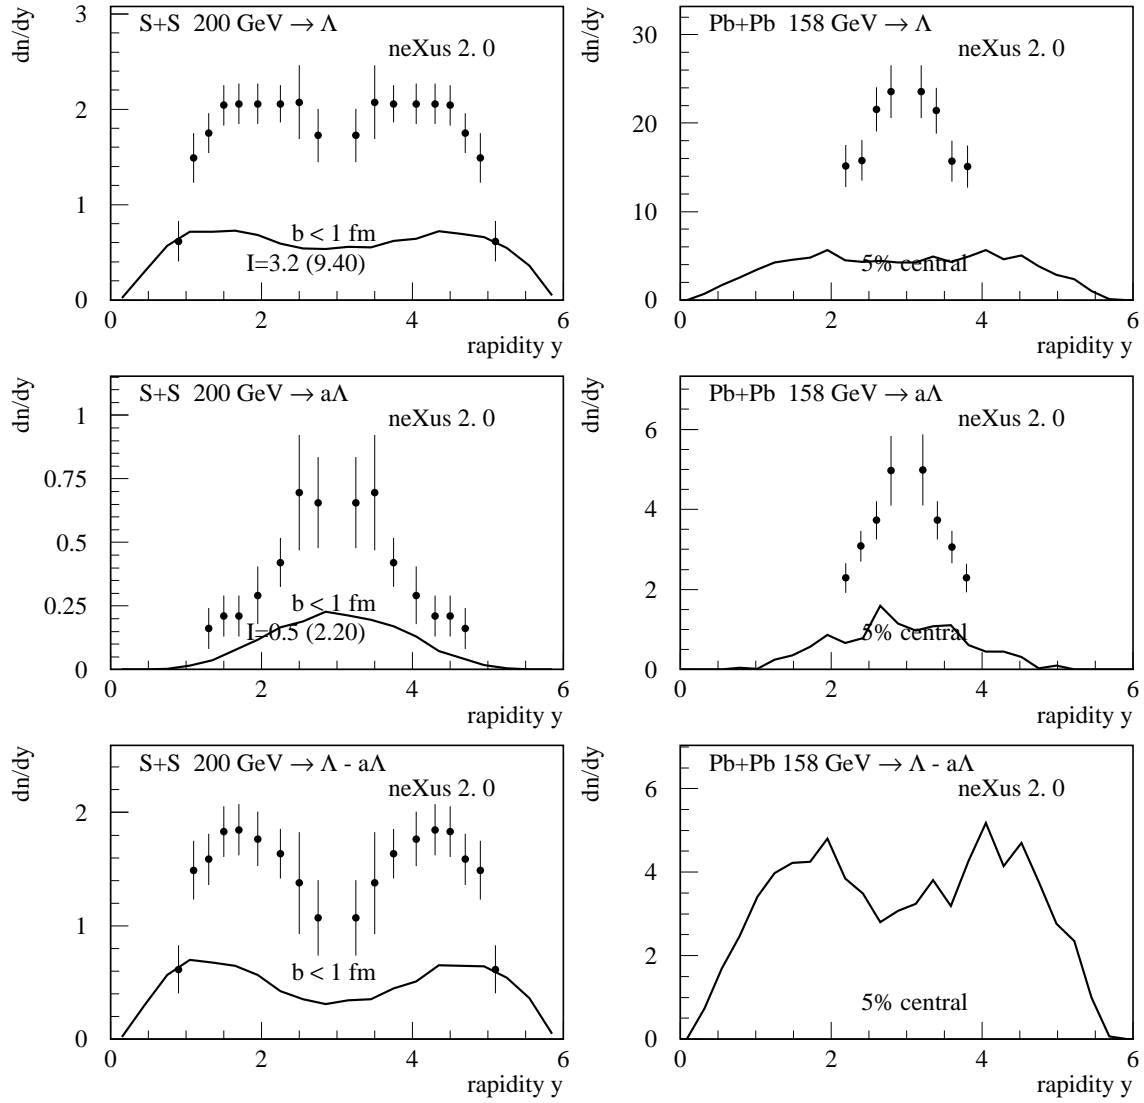 dn/dy
S+S 200 GeV → Λ
neXus 2. 0
3
2
1
0
b < 1 fm
I=3.2 (9.40)
0 2 4 6
rapidity y
dn/dy
Pb+Pb 158 GeV → Λ
neXus 2. 0
30
20
10
0
5% central
0 2 4 6
rapidity y
dn/dy
S+S 200 GeV → aΛ
neXus 2. 0
1
0.75
0.5
0.25
0
b < 1 fm
I=0.5 (2.20)
0 2 4 6
rapidity y
dn/dy
Pb+Pb 158 GeV → aΛ
neXus 2. 0
6
4
2
0
5% central
0 2 4 6
rapidity y
dn/dy
S+S 200 GeV → Λ - aΛ
neXus 2. 0
2
1
0
b < 1 fm
0 2 4 6
rapidity y
dn/dy
Pb+Pb 158 GeV → Λ - aΛ
neXus 2. 0
6
4
2
0
5% central
0 2 4 6
rapidity y